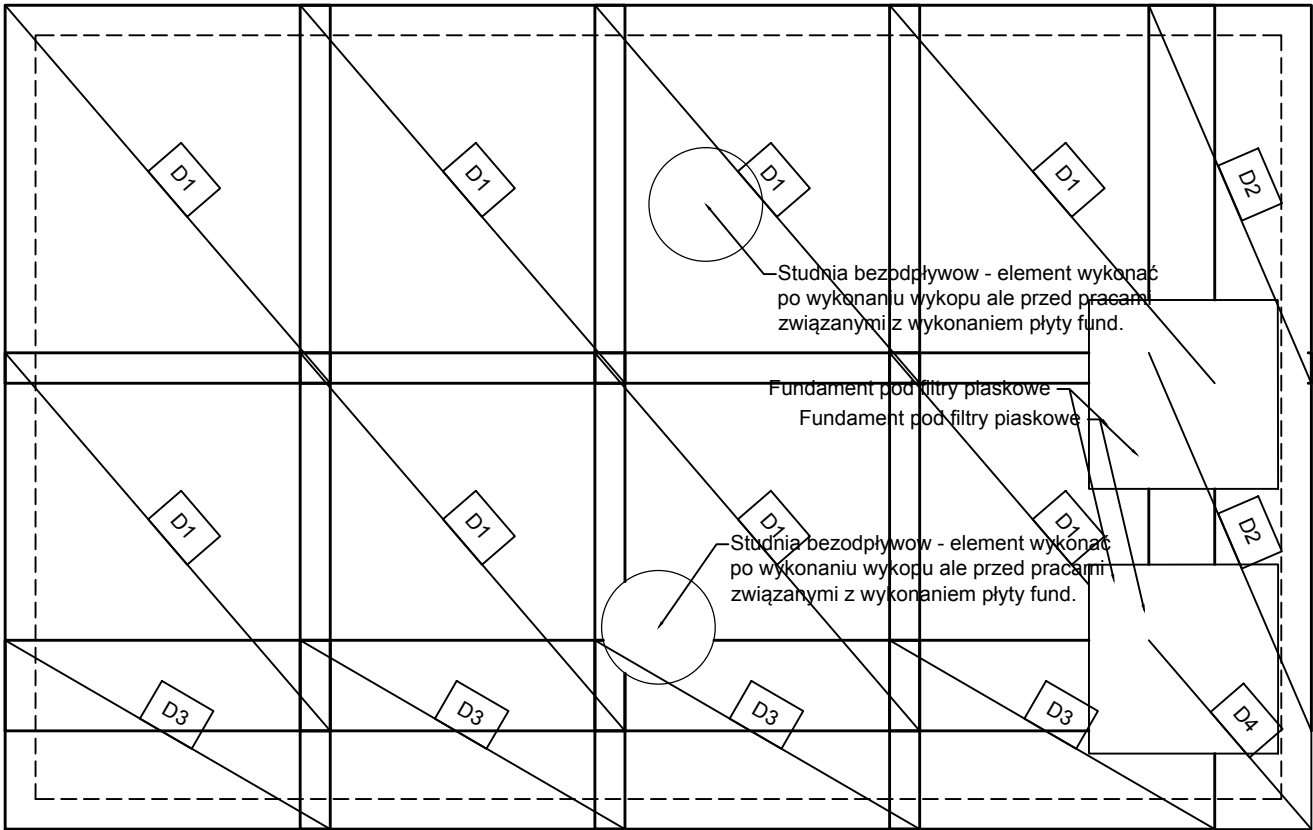 D1
D1
D1
D1
D2
Studnia bezodpływow - element wykonać
po wykonaniu wykopu ale przed pracami
związanymi z wykonaniem płyty fund.
Fundament pod filtry piaskowe
Fundament pod filtry piaskowe
D1
D1
D1
D1
D2
Studnia bezodpływow - element wykonać
po wykonaniu wykopu ale przed pracami
związanymi z wykonaniem płyty fund.
D3
D3
D3
D3
D4